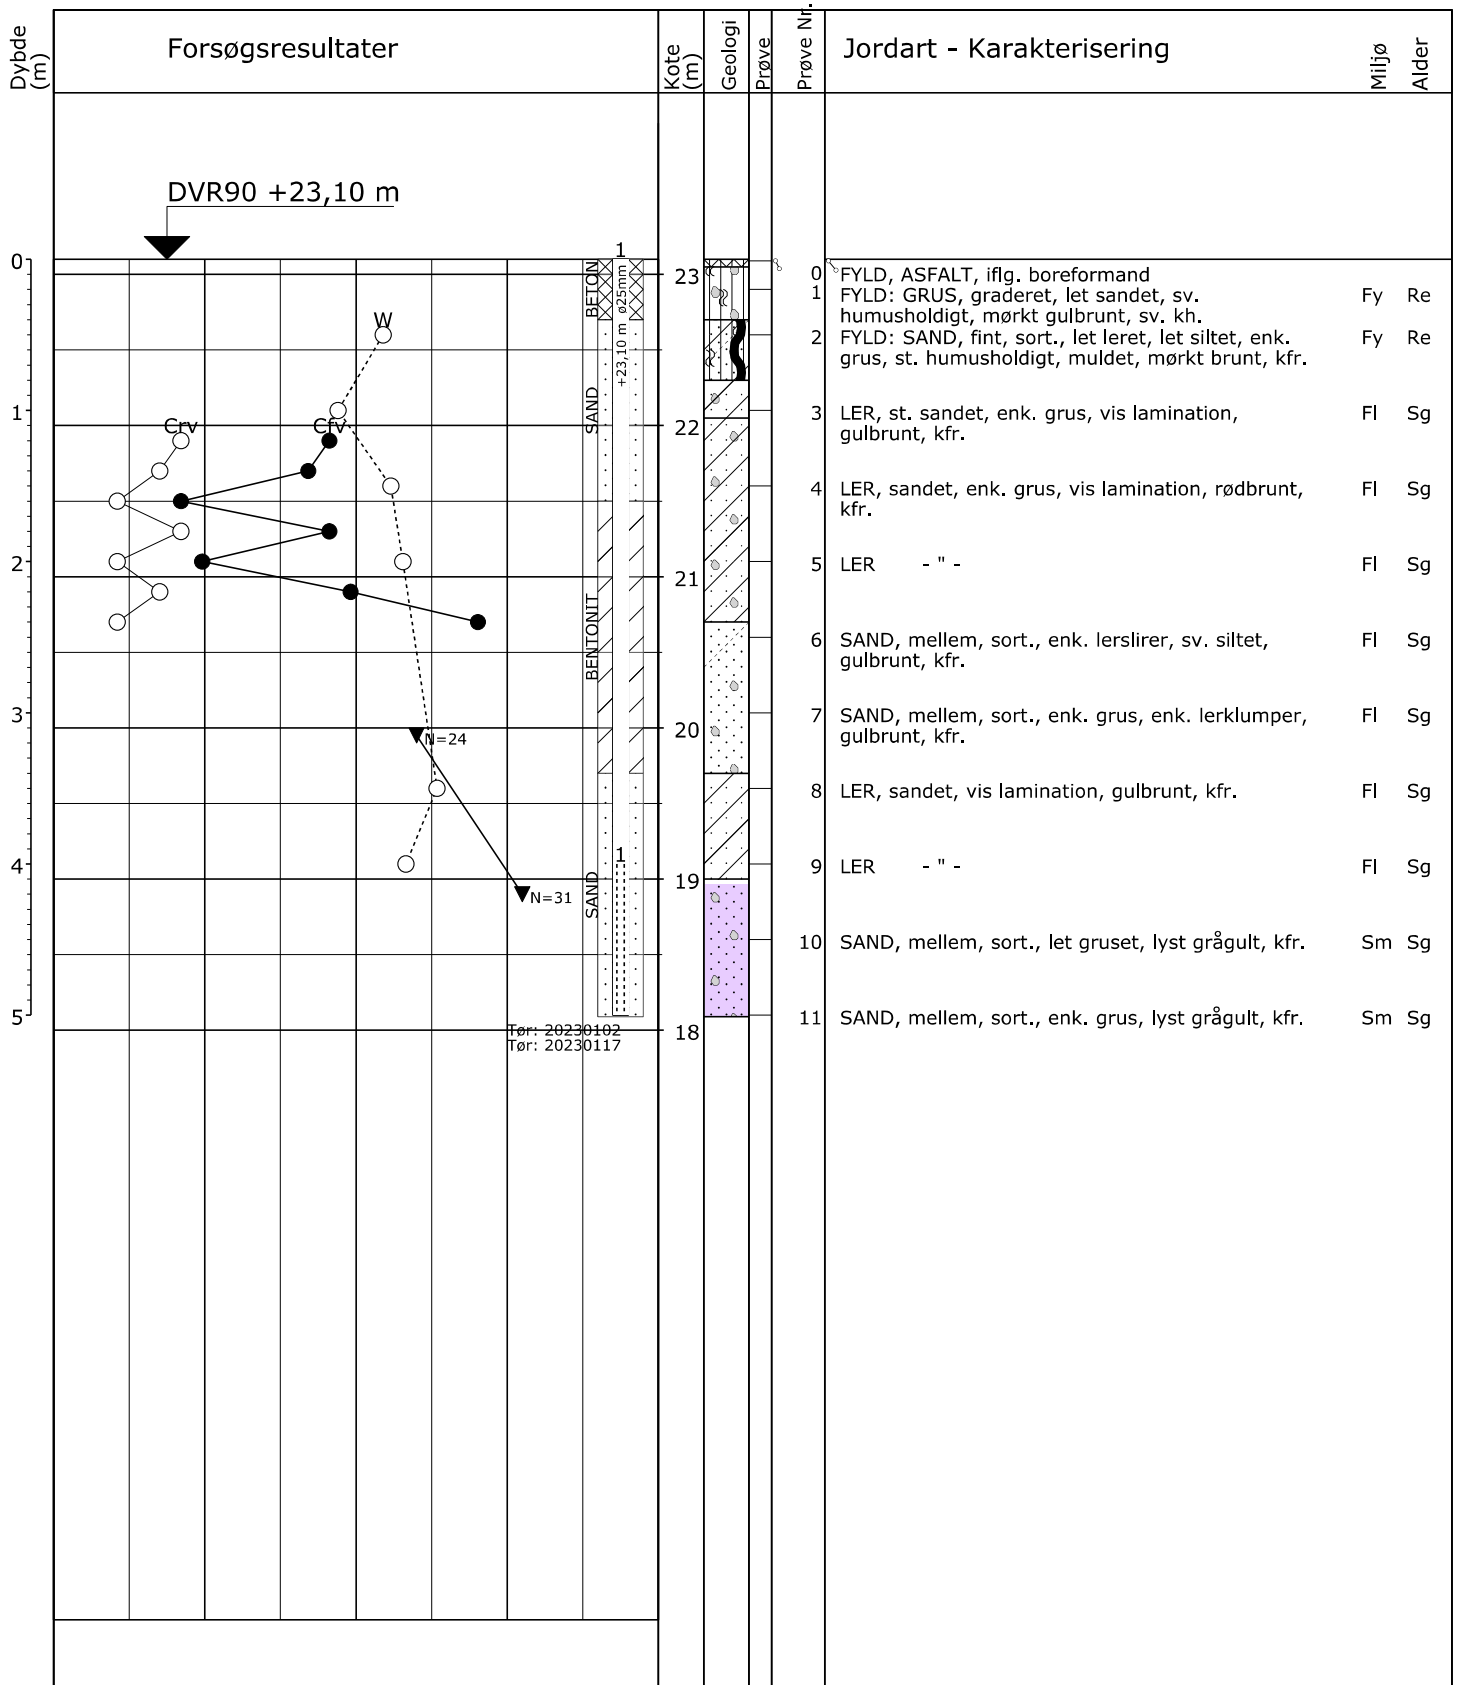 Dybde
(m)
Forsøgsresultater
Kote
(m)
Geologi
Prøve
Prøve Nr.
Jordart - Karakterisering
Miljø
Alder
DVR90 +23,10 m
0
1
2
3
4
5
W
Crv
Cfv
N=24
N=31
BETON
SAND
BENTONIT
SAND
1
+23,10 m ø25mm
1
Tør: 20230102
Tør: 20230117
23
22
21
20
19
18
0 FYLD, ASFALT, iflg. boreformand
1 FYLD: GRUS, graderet, let sandet, sv. Fy Re
humusholdigt, mørkt gulbrunt, sv. kh.
2 FYLD: SAND, fint, sort., let leret, let siltet, enk. Fy Re
grus, st. humusholdigt, muldet, mørkt brunt, kfr.
3 LER, st. sandet, enk. grus, vis lamination, Fl Sg
gulbrunt, kfr.
4 LER, sandet, enk. grus, vis lamination, rødbrunt, Fl Sg
kfr.
5 LER - " - Fl Sg
6 SAND, mellem, sort., enk. lerslirer, sv. siltet, Fl Sg
gulbrunt, kfr.
7 SAND, mellem, sort., enk. grus, enk. lerklumper, Fl Sg
gulbrunt, kfr.
8 LER, sandet, vis lamination, gulbrunt, kfr. Fl Sg
9 LER - " - Fl Sg
10 SAND, mellem, sort., let gruset, lyst grågult, kfr. Sm Sg
11 SAND, mellem, sort., enk. grus, lyst grågult, kfr. Sm Sg